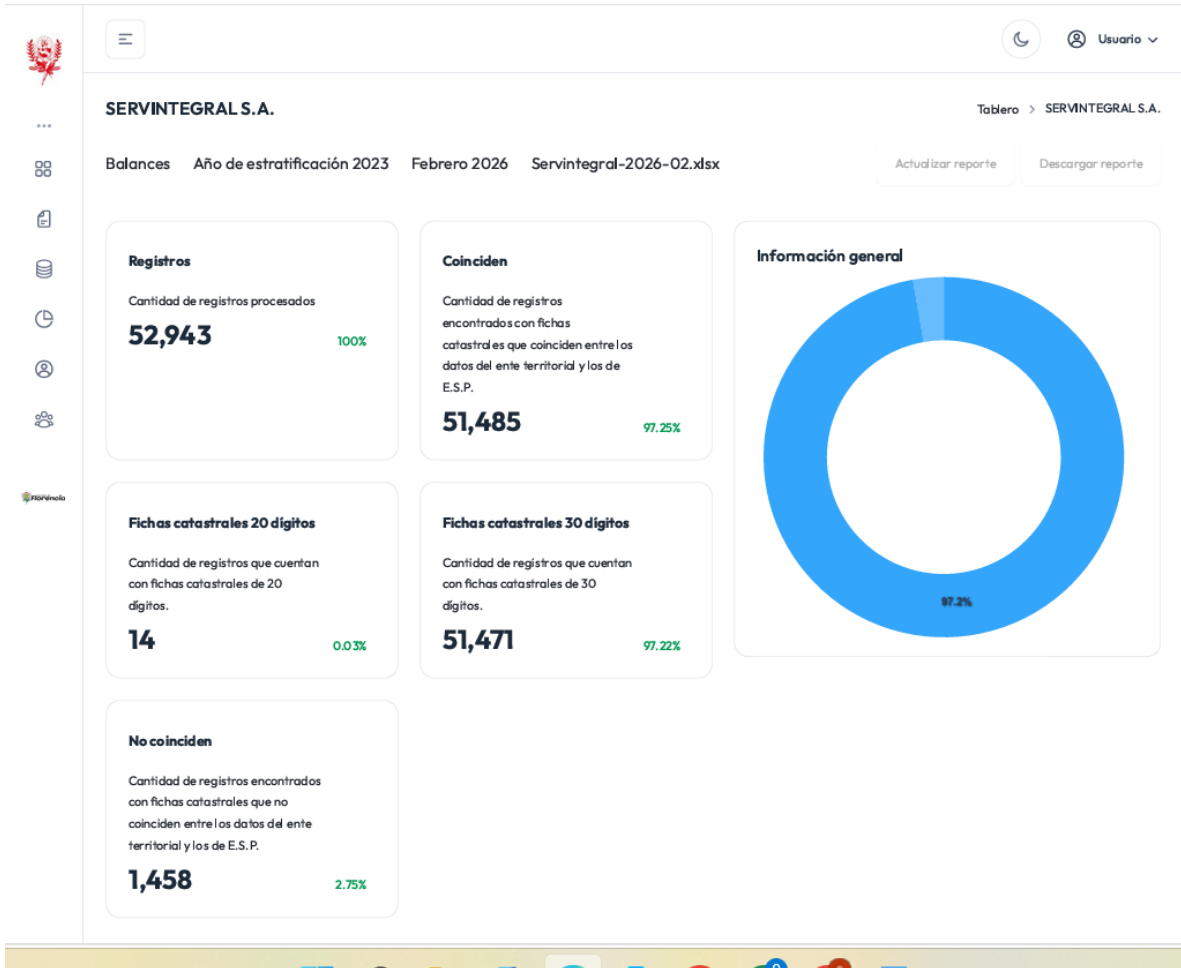 Usuario
SERVINTEGRAL S.A.
Tablero > SERVINTEGRAL S.A.
Balances Año de estratificación 2023 Febrero 2026 Servintegral-2026-02.xlsx
Actualizar reporte Descargar reporte
Registros
Cantidad de registros procesados
52,943
100%
Coinciden
Cantidad de registros
encontrados con fichas
catastrales que coinciden entre los
datos del ente territorial y los de
E.S.P.
51,485
97.25%
Información general
97.2%
Fichas catastrales 20 dígitos
Cantidad de registros que cuentan
con fichas catastrales de 20
dígitos.
14
0.03%
Fichas catastrales 30 dígitos
Cantidad de registros que cuentan
con fichas catastrales de 30
dígitos.
51,471
97.22%
No coinciden
Cantidad de registros encontrados
con fichas catastrales que no
coinciden entre los datos del ente
territorial y los de E.S.P.
1,458
2.75%
Florencia